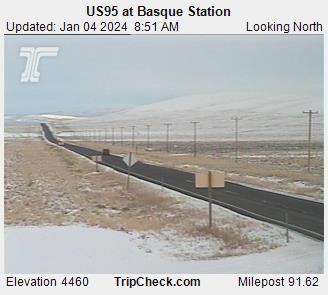 US95 at Basque Station
Updated: Jan 04 2024 8:51 AM Looking North
Elevation 4460 TripCheck.com Milepost 91.62